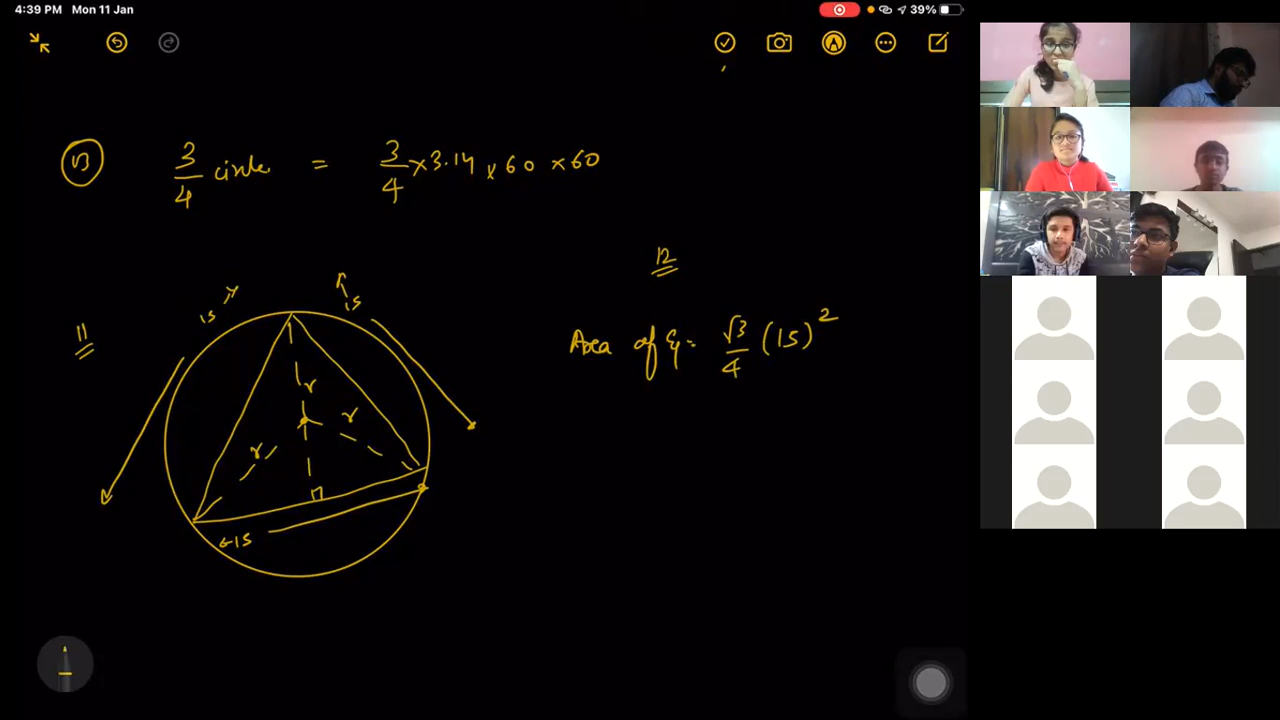 4:39 PM Mon 11 Jan
39%
13
3/4 circle = 3/4 × 3.14 × 60 × 60
12
15
15
11
Area of = √3/4 (15)²
r
r
r
15